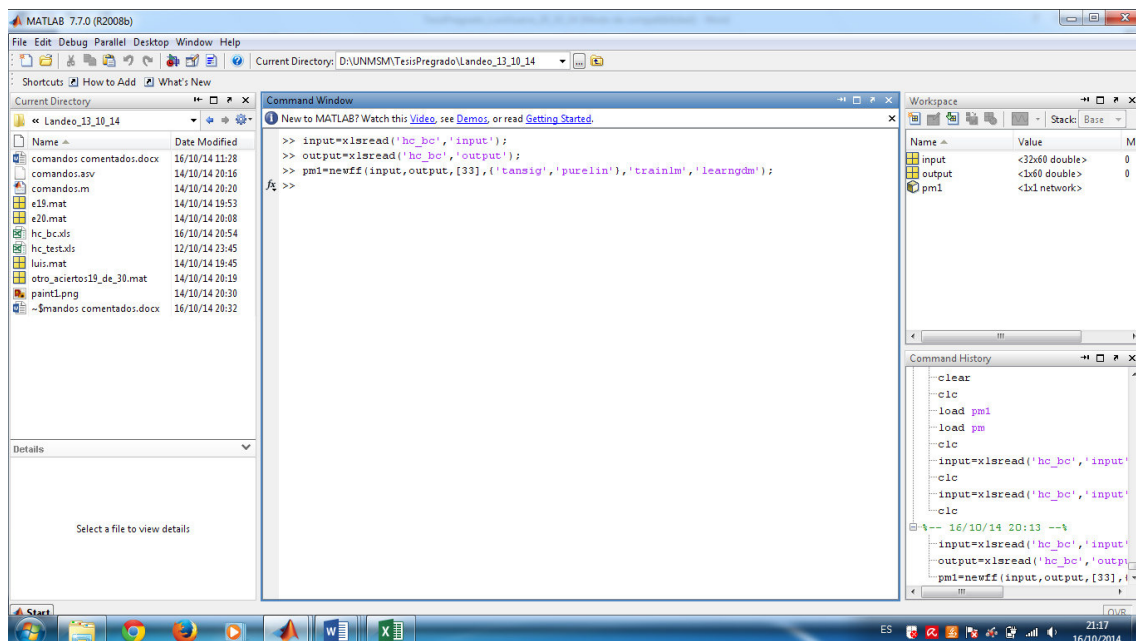 MATLAB 7.7.0 (R2008b)
File Edit Debug Parallel Desktop Window Help
Current Directory: D:\UNMSM\TesisPregrado\Landeo_13_10_14
Shortcuts How to Add What's New
Current Directory
« Landeo_13_10_14
Name Date Modified
comandos comentados.docx 16/10/14 11:28
comandos.asv 14/10/14 20:16
comandos.m 14/10/14 20:20
e19.mat 14/10/14 19:53
e20.mat 14/10/14 20:08
hc_bc.xls 16/10/14 20:54
hc_test.xls 12/10/14 23:45
luis.mat 14/10/14 19:45
otro_aciertos19_de_30.mat 14/10/14 20:19
paint1.png 14/10/14 20:30
~$mandos comentados.docx 16/10/14 20:32
Details
Select a file to view details
Command Window
New to MATLAB? Watch this Video, see Demos, or read Getting Started.
>> input=xlsread('hc_bc','input');
>> output=xlsread('hc_bc','output');
>> pm1=newff(input,output,[33],{'tansig','purelin'},'trainlm','learngdm');
fx >>
Workspace
Stack: Base
Name Value M
input <32x60 double> 0
output <1x60 double> 0
pm1 <1x1 network>
Command History
clear
clc
load pm1
load pm
clc
input=xlsread('hc_bc','input'
clc
input=xlsread('hc_bc','input'
clc
%-- 16/10/14 20:13 --%
input=xlsread('hc_bc','input'
output=xlsread('hc_bc','outpu
pm1=newff(input,output,[33],{
Start
OVR
ES
21:17
16/10/2014